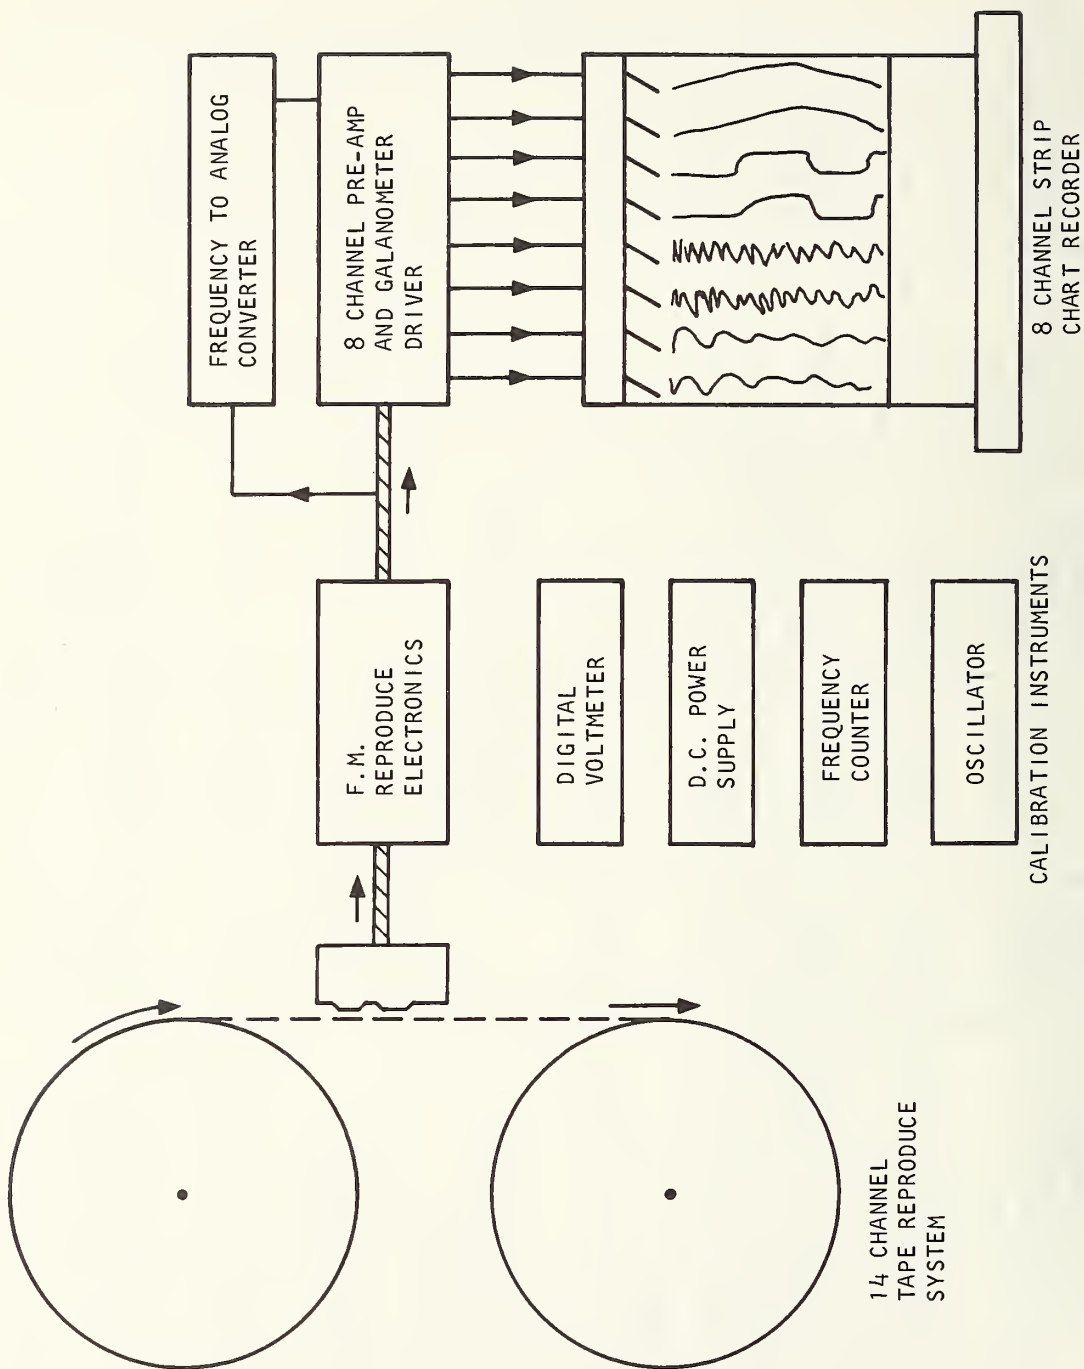 14 CHANNEL
TAPE REPRODUCE
SYSTEM
F.M.
REPRODUCE
ELECTRONICS
FREQUENCY TO ANALOG
CONVERTER
8 CHANNEL PRE-AMP
AND GALANOMETER
DRIVER
DIGITAL
VOLTMETER
D.C. POWER
SUPPLY
FREQUENCY
COUNTER
OSCILLATOR
CALIBRATION INSTRUMENTS
8 CHANNEL STRIP
CHART RECORDER